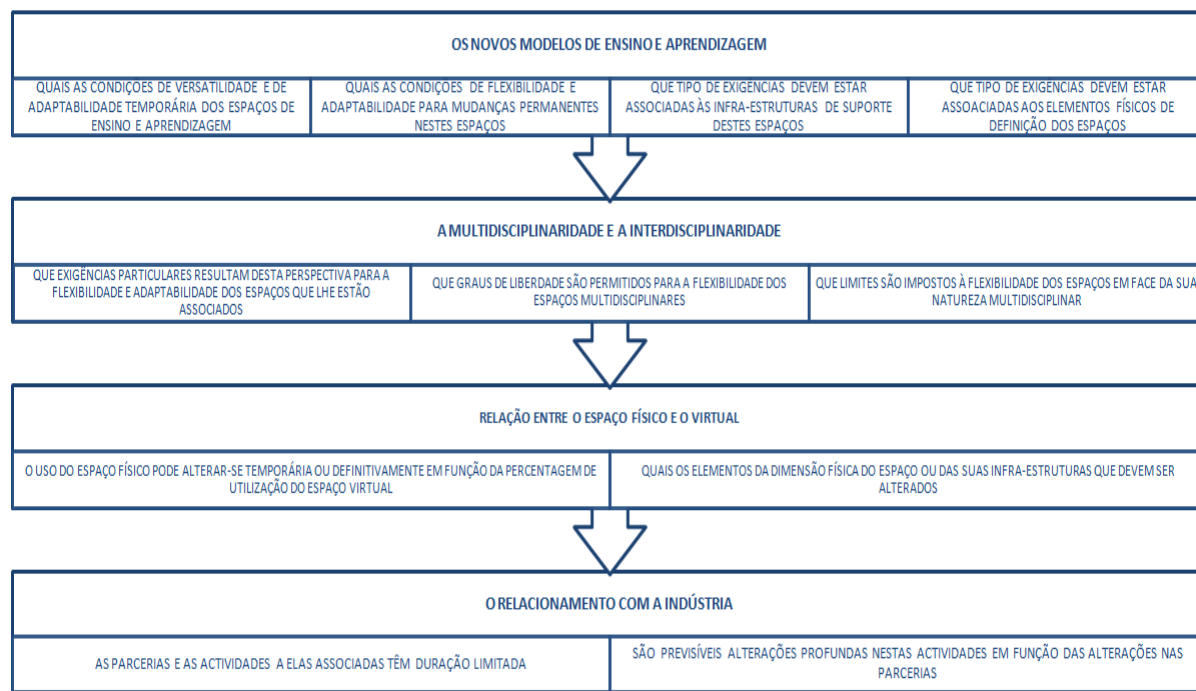 OS NOVOS MODELOS DE ENSINO E APRENDIZAGEM
QUAIS AS CONDIÇÕES DE VERSATILIDADE E DE
ADAPTABILIDADE TEMPORÁRIA DOS ESPAÇOS DE
ENSINO E APRENDIZAGEM
QUAIS AS CONDIÇÕES DE FLEXIBILIDADE E
ADAPTABILIDADE PARA MUDANÇAS PERMANENTES
NESTES ESPAÇOS
QUE TIPO DE EXIGÊNCIAS DEVEM ESTAR
ASSOCIADAS ÀS INFRA-ESTRUTURAS DE SUPORTE
DESTES ESPAÇOS
QUE TIPO DE EXIGÊNCIAS DEVEM ESTAR
ASSOACIADAS AOS ELEMENTOS FÍSICOS DE
DEFINIÇÃO DOS ESPAÇOS
A MULTIDISCIPLINARIDADE E A INTERDISCIPLINARIDADE
QUE EXIGÊNCIAS PARTICULARES RESULTAM DESTA PERSPECTIVA PARA A
FLEXIBILIDADE E ADAPTABILIDADE DOS ESPAÇOS QUE LHE ESTÃO
ASSOCIADOS
QUE GRAUS DE LIBERDADE SÃO PERMITIDOS PARA A FLEXIBILIDADE DOS
ESPAÇOS MULTIDISCIPLINARES
QUE LIMITES SÃO IMPOSTOS À FLEXIBILIDADE DOS ESPAÇOS EM FACE DA SUA
NATUREZA MULTIDISCIPLINAR
RELAÇÃO ENTRE O ESPAÇO FÍSICO E O VIRTUAL
O USO DO ESPAÇO FÍSICO PODE ALTERAR-SE TEMPORÁRIA OU DEFINITIVAMENTE EM FUNÇÃO DA PERCENTAGEM DE
UTILIZAÇÃO DO ESPAÇO VIRTUAL
QUAIS OS ELEMENTOS DA DIMENSÃO FÍSICA DO ESPAÇO OU DAS SUAS INFRA-ESTRUTURAS QUE DEVEM SER
ALTERADOS
O RELACIONAMENTO COM A INDÚSTRIA
AS PARCERIAS E AS ACTIVIDADES A ELAS ASSOCIADAS TÊM DURAÇÃO LIMITADA
SÃO PREVISÍVEIS ALTERAÇÕES PROFUNDAS NESTAS ACTIVIDADES EM FUNÇÃO DAS ALTERAÇÕES NAS
PARCERIAS